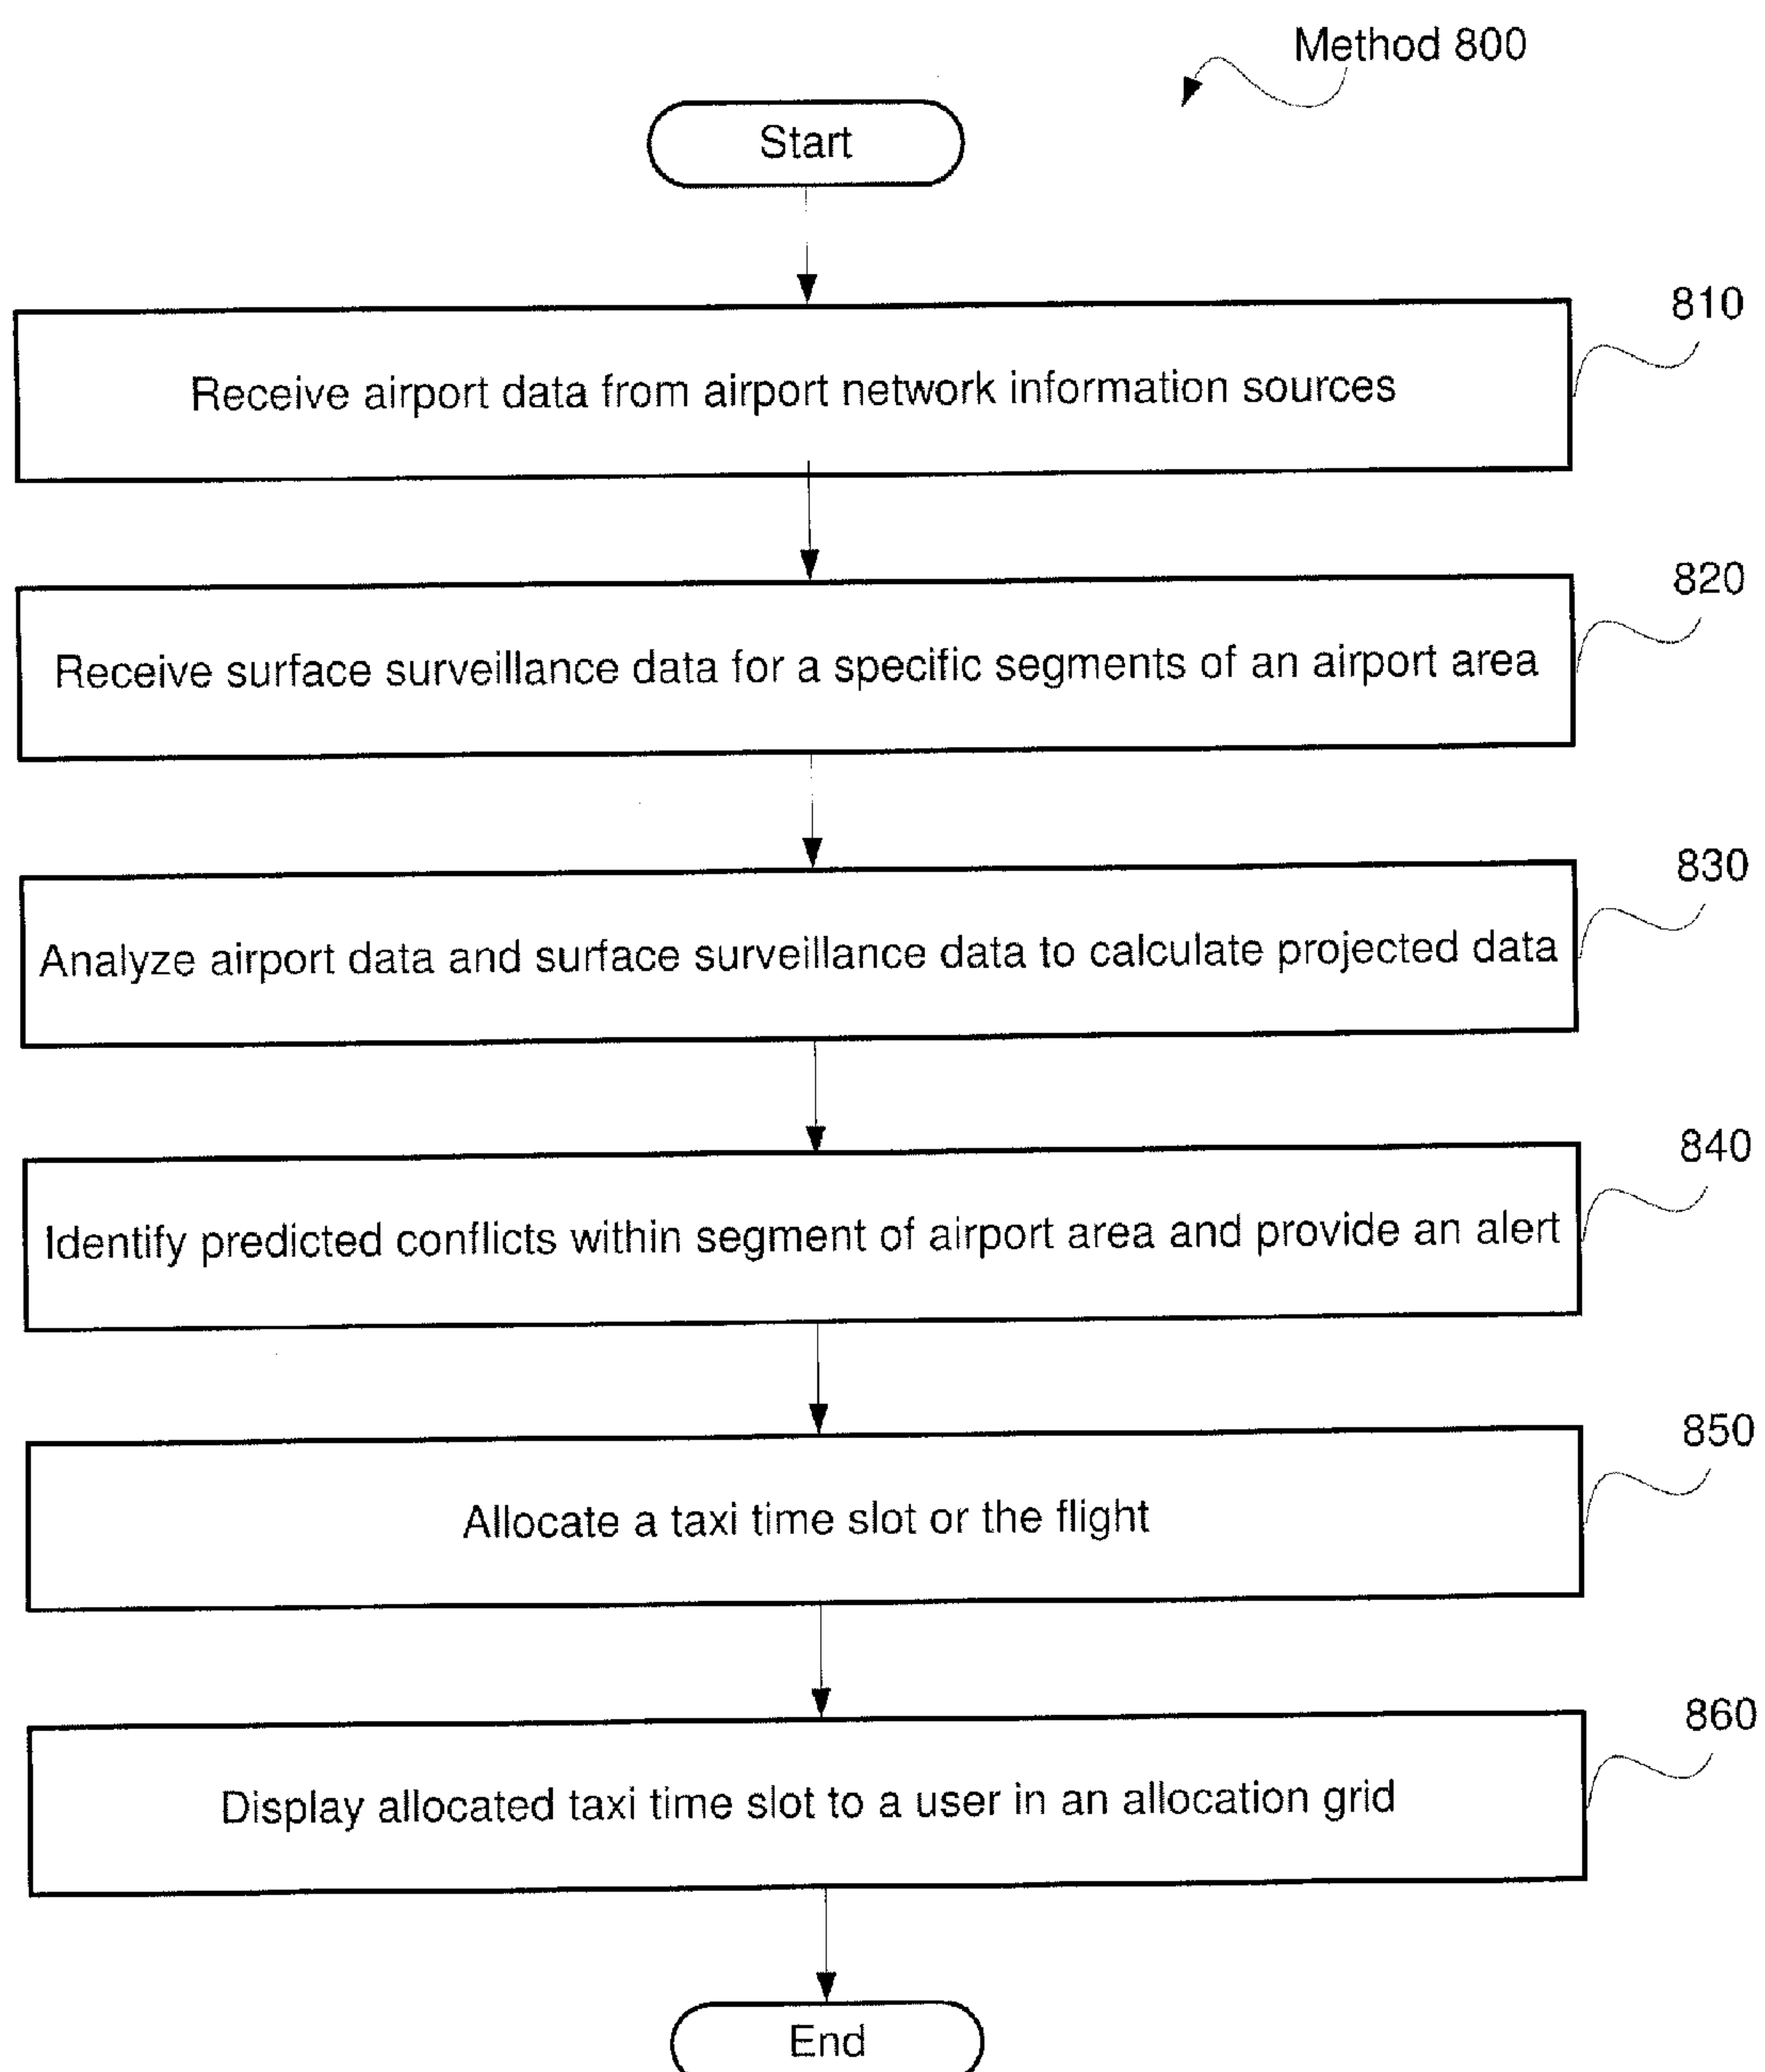 Method 800
Start
810
Receive airport data from airport network information sources
820
Receive surface surveillance data for a specific segments of an airport area
830
Analyze airport data and surface surveillance data to calculate projected data
840
Identify predicted conflicts within segment of airport area and provide an alert
850
Allocate a taxi time slot or the flight
860
Display allocated taxi time slot to a user in an allocation grid
End